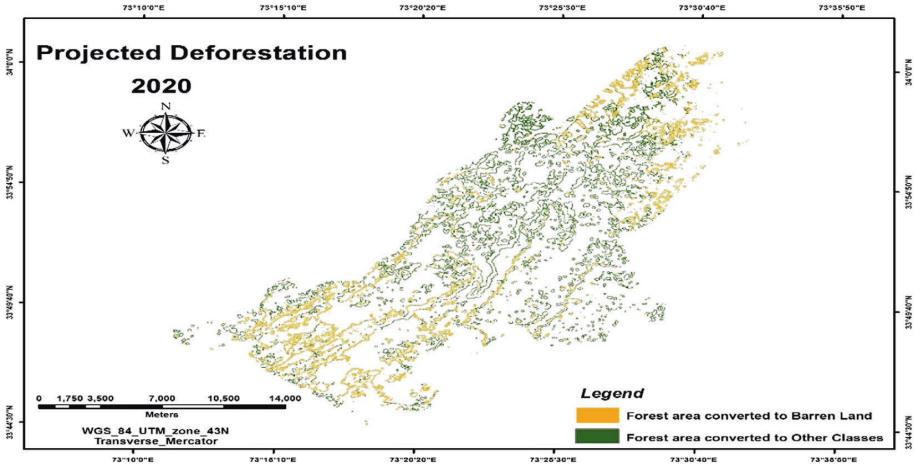 73°10'0"E 73°15'10"E 73°20'20"E 73°25'30"E 73°30'40"E 73°35'50"E
Projected Deforestation
2020
N
W E
S
34°0'0"N
34°0'0"N
33°54'50"N
33°54'50"N
33°49'40"N
33°49'40"N
33°44'30"N
33°44'30"N
0 1,750 3,500 7,000 10,500 14,000
Meters
WGS_84_UTM_zone_43N
Transverse_Mercator
Legend
Forest area converted to Barren Land
Forest area converted to Other Classes
73°10'0"E 73°15'10"E 73°20'20"E 73°25'30"E 73°30'40"E 73°35'50"E